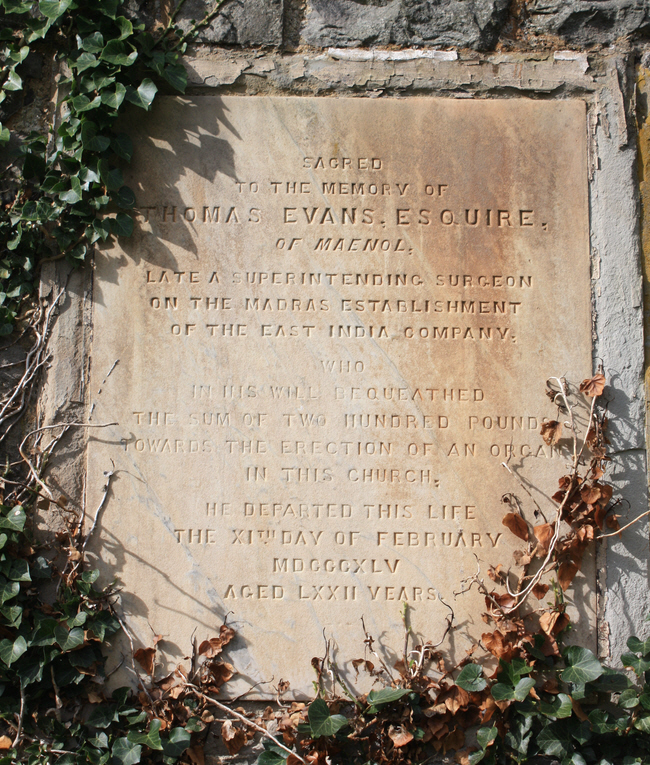 SACRED
TO THE MEMORY OF
THOMAS EVANS, ESQUIRE,
OF MAENOL,
LATE A SUPERINTENDING SURGEON
ON THE MADRAS ESTABLISHMENT
OF THE EAST INDIA COMPANY;
WHO
IN HIS WILL BEQUEATHED
THE SUM OF TWO HUNDRED POUNDS
TOWARDS THE ERECTION OF AN ORGAN
IN THIS CHURCH,
HE DEPARTED THIS LIFE
THE XITH DAY OF FEBRUARY
MDCCCXLV
AGED LXXII YEARS